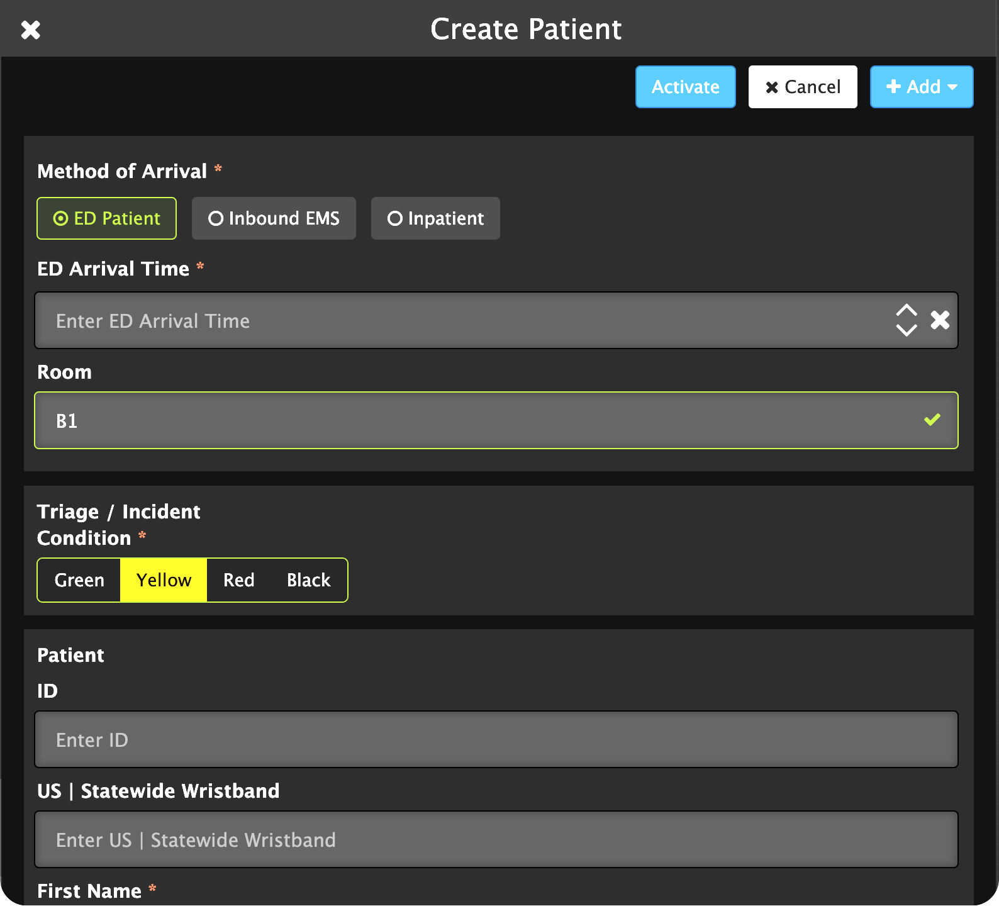 Create Patient
Activate
Cancel
Add
Method of Arrival *
ED Patient
Inbound EMS
Inpatient
ED Arrival Time *
Enter ED Arrival Time
Room
B1
Triage / Incident
Condition *
Green
Yellow
Red
Black
Patient
ID
Enter ID
US | Statewide Wristband
Enter US | Statewide Wristband
First Name *